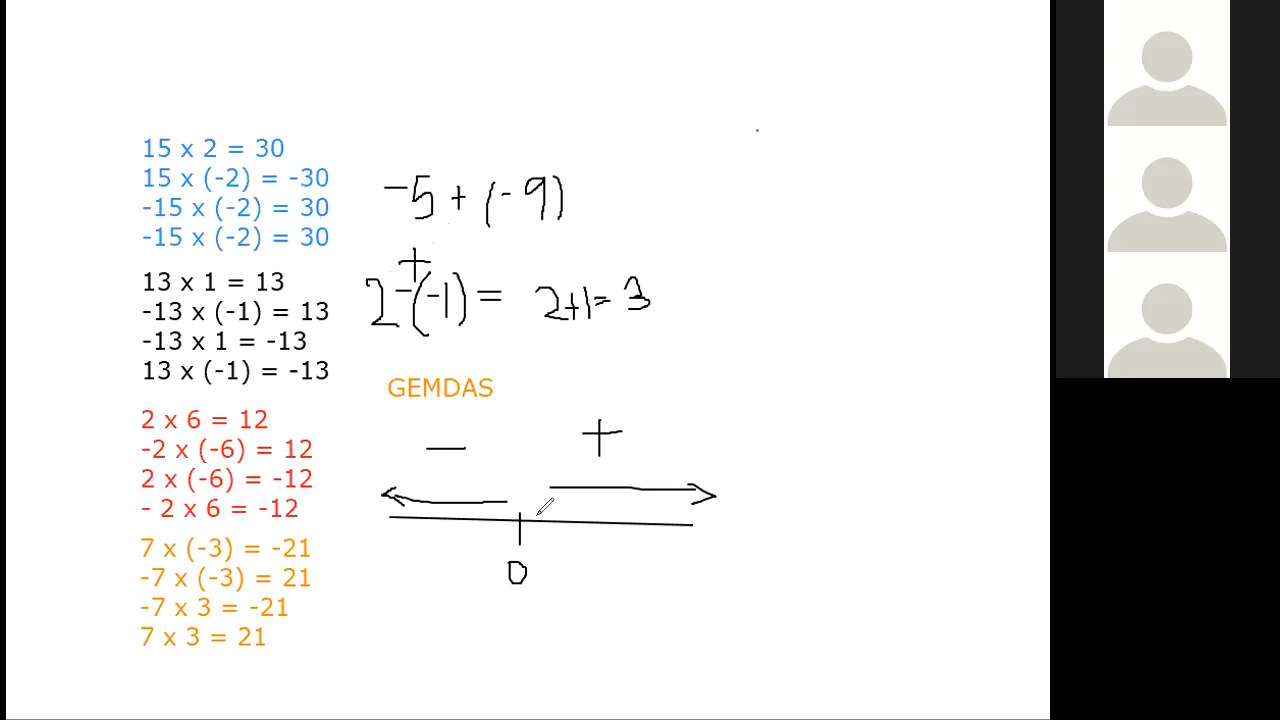 15 x 2 = 30
15 x (-2) = -30
-15 x (-2) = 30
-15 x (-2) = 30
13 x 1 = 13
-13 x (-1) = 13
-13 x 1 = -13
13 x (-1) = -13
2 x 6 = 12
-2 x (-6) = 12
2 x (-6) = -12
- 2 x 6 = -12
7 x (-3) = -21
-7 x (-3) = 21
-7 x 3 = -21
7 x 3 = 21
-5 + (-9)
+
2 -(-1) = 2+1= 3
GEMDAS
- +
0